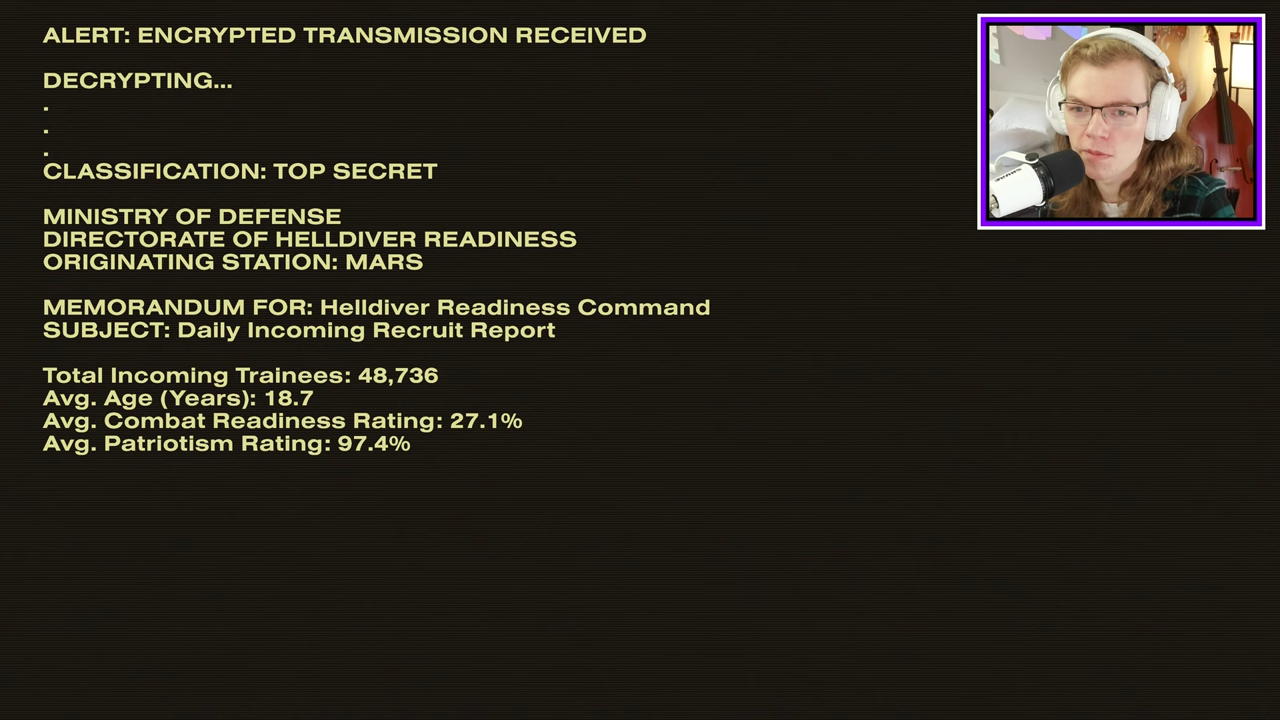 ALERT: ENCRYPTED TRANSMISSION RECEIVED
DECRYPTING...
.
.
.
CLASSIFICATION: TOP SECRET
MINISTRY OF DEFENSE
DIRECTORATE OF HELLDIVER READINESS
ORIGINATING STATION: MARS
MEMORANDUM FOR: Helldiver Readiness Command
SUBJECT: Daily Incoming Recruit Report
Total Incoming Trainees: 48,736
Avg. Age (Years): 18.7
Avg. Combat Readiness Rating: 27.1%
Avg. Patriotism Rating: 97.4%